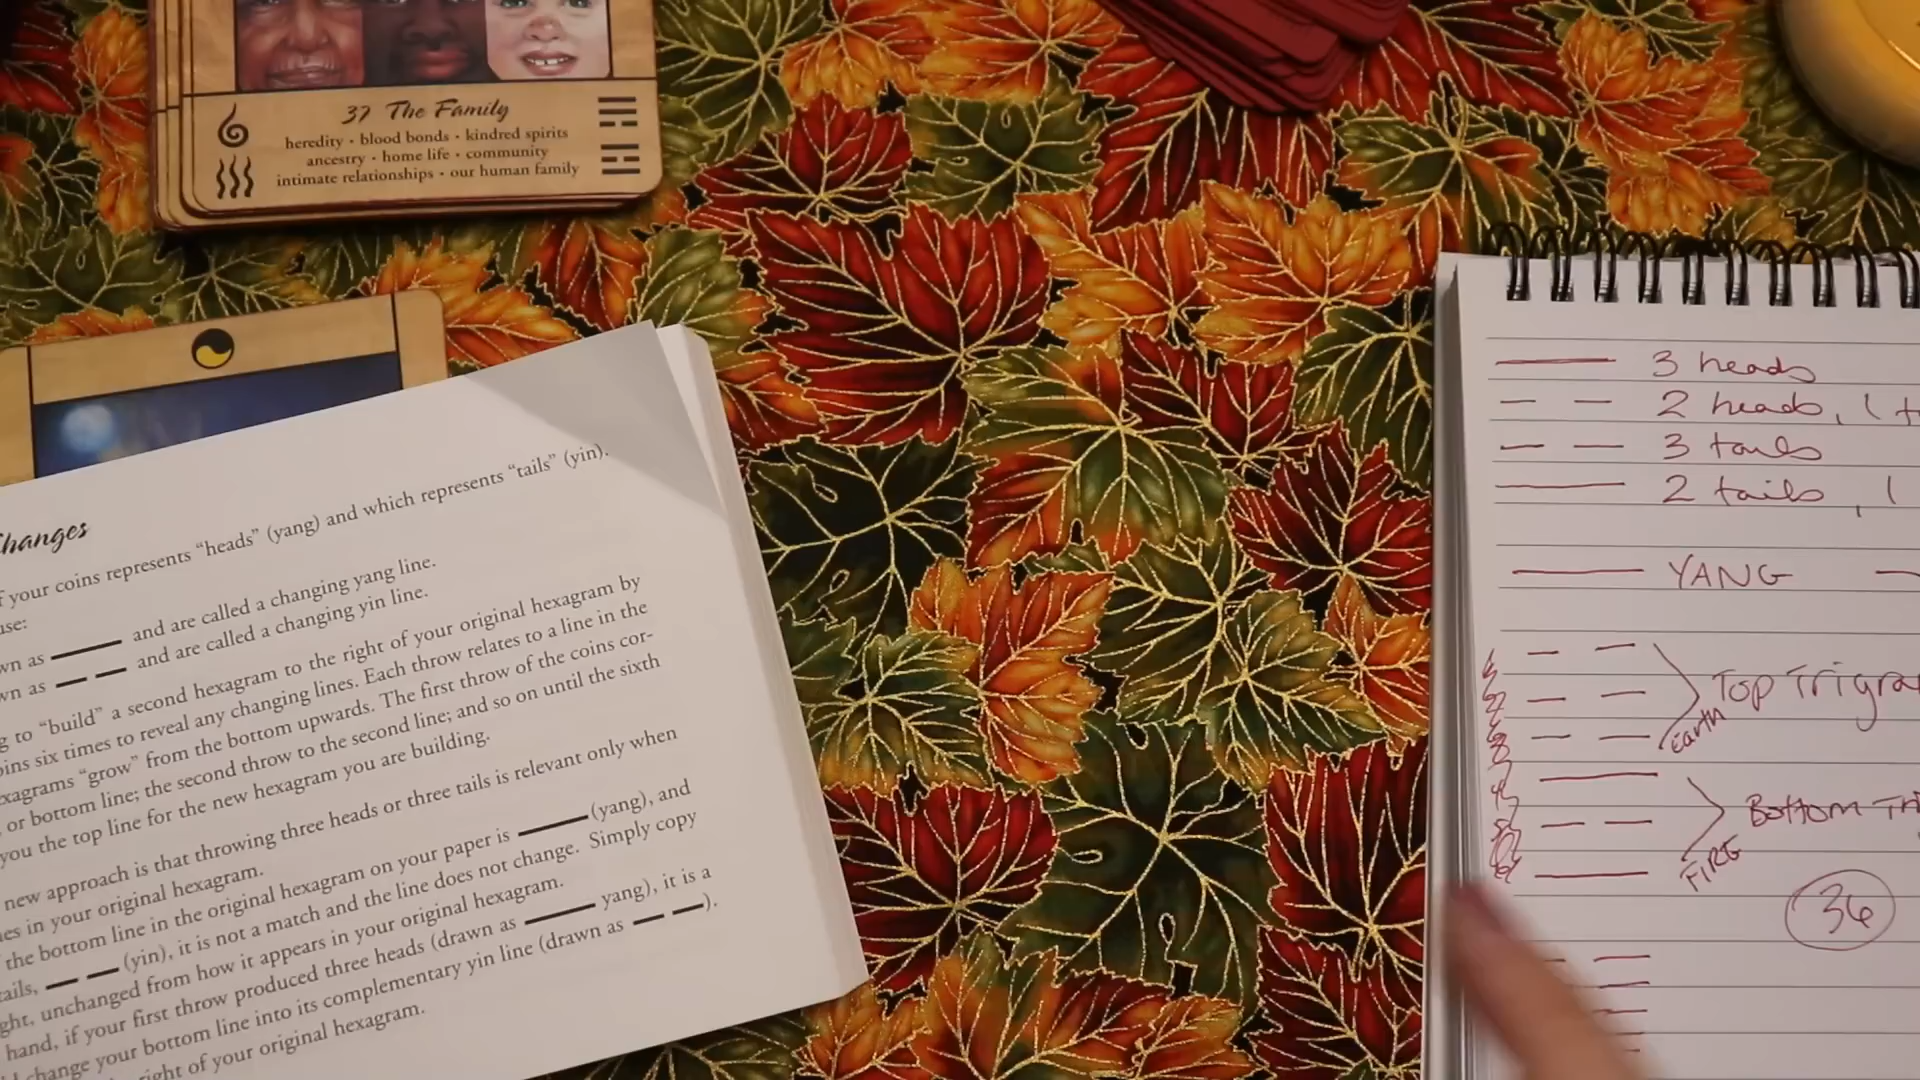 37 The Family
heredity · blood bonds · kindred spirits
ancestry · home life · community
intimate relationships · our human family
Changes
f your coins represents “heads” (yang) and which represents “tails” (yin).
use:
wn as and are called a changing yang line.
wn as and are called a changing yin line.
g to “build” a second hexagram to the right of your original hexagram by
ins six times to reveal any changing lines. Each throw relates to a line in the
xagrams “grow” from the bottom upwards. The first throw of the coins cor-
, or bottom line; the second throw to the second line; and so on until the sixth
you the top line for the new hexagram you are building.
new approach is that throwing three heads or three tails is relevant only when
nes in your original hexagram.
the bottom line in the original hexagram on your paper is (yang), and
tails, (yin), it is not a match and the line does not change. Simply copy
ght, unchanged from how it appears in your original hexagram.
hand, if your first throw produced three heads (drawn as yang), it is a
d change your bottom line into its complementary yin line (drawn as ).
right of your original hexagram.
3 heads
2 heads, 1 t
3 tails
2 tails, 1
YANG
Top Trigra
Earth
Bottom Tri
FIRE
36